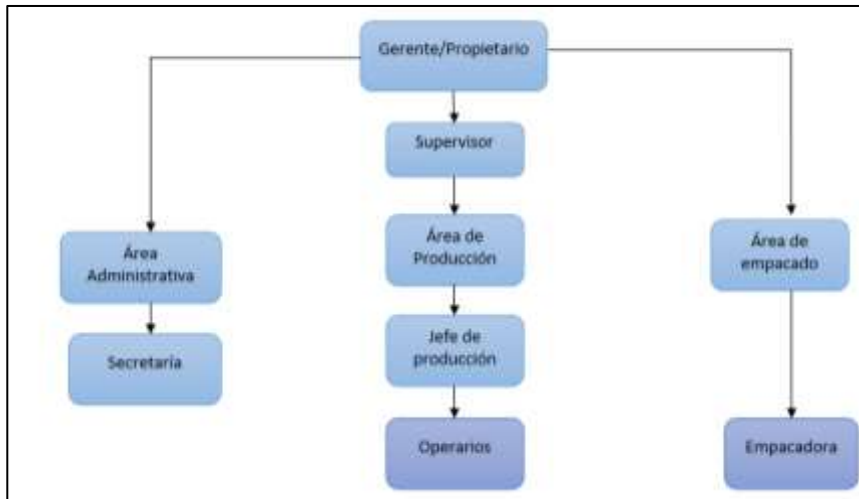 Gerente/Propietario
Supervisor
Área
Administrativa
Área de
Producción
Área de
empacado
Secretaría
Jefe de
producción
Operarios
Empacadora